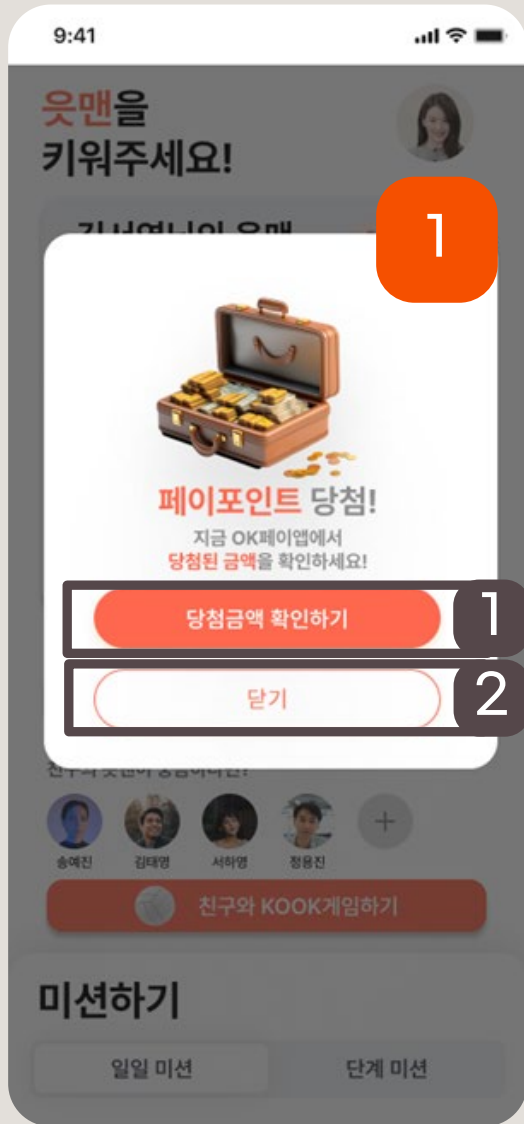 9:41
읏맨을
키워주세요!
1
페이포인트 당첨!
지금 OK페이앱에서
당첨된 금액을 확인하세요!
당첨금액 확인하기
1
닫기
2
송예진
김태영
서하영
정용진
+
친구와 KOOK게임하기
미션하기
일일 미션
단계 미션